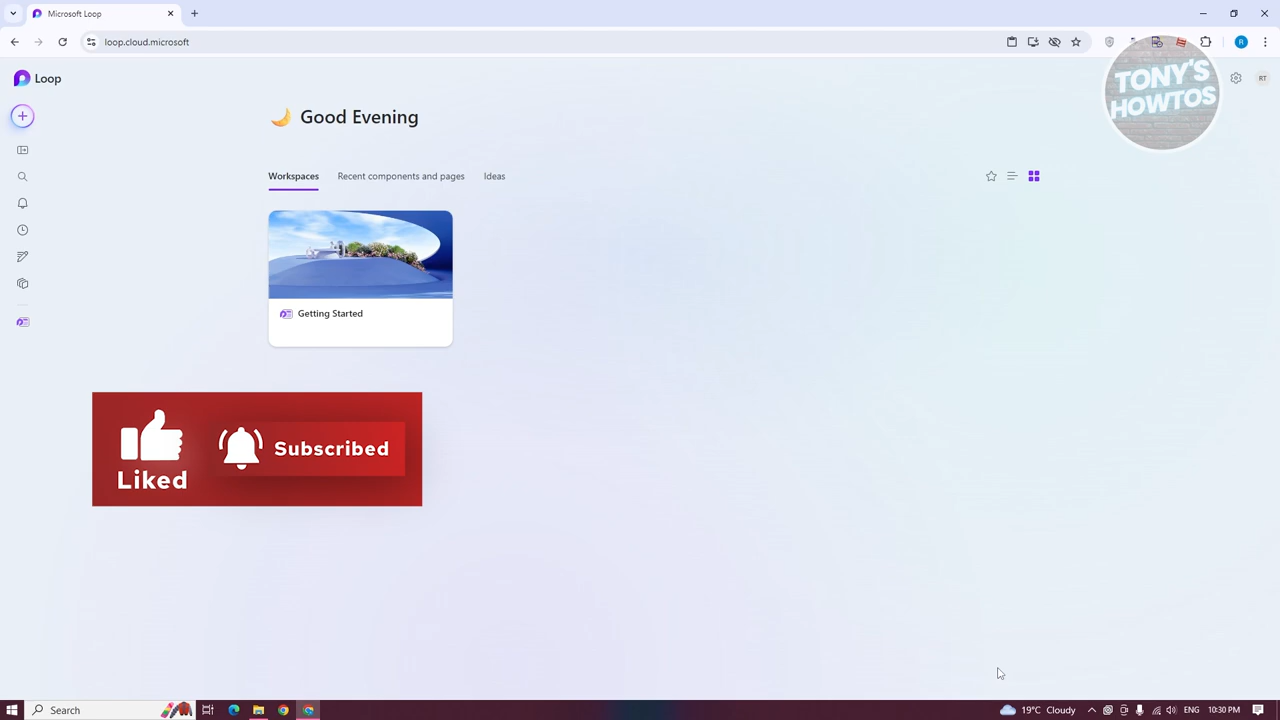 Microsoft Loop
loop.cloud.microsoft
R
TONY'S
HOWTOS
Loop
RT
Good Evening
Workspaces
Recent components and pages
Ideas
Getting Started
Liked
Subscribed
Search
19°C Cloudy
ENG
10:30 PM